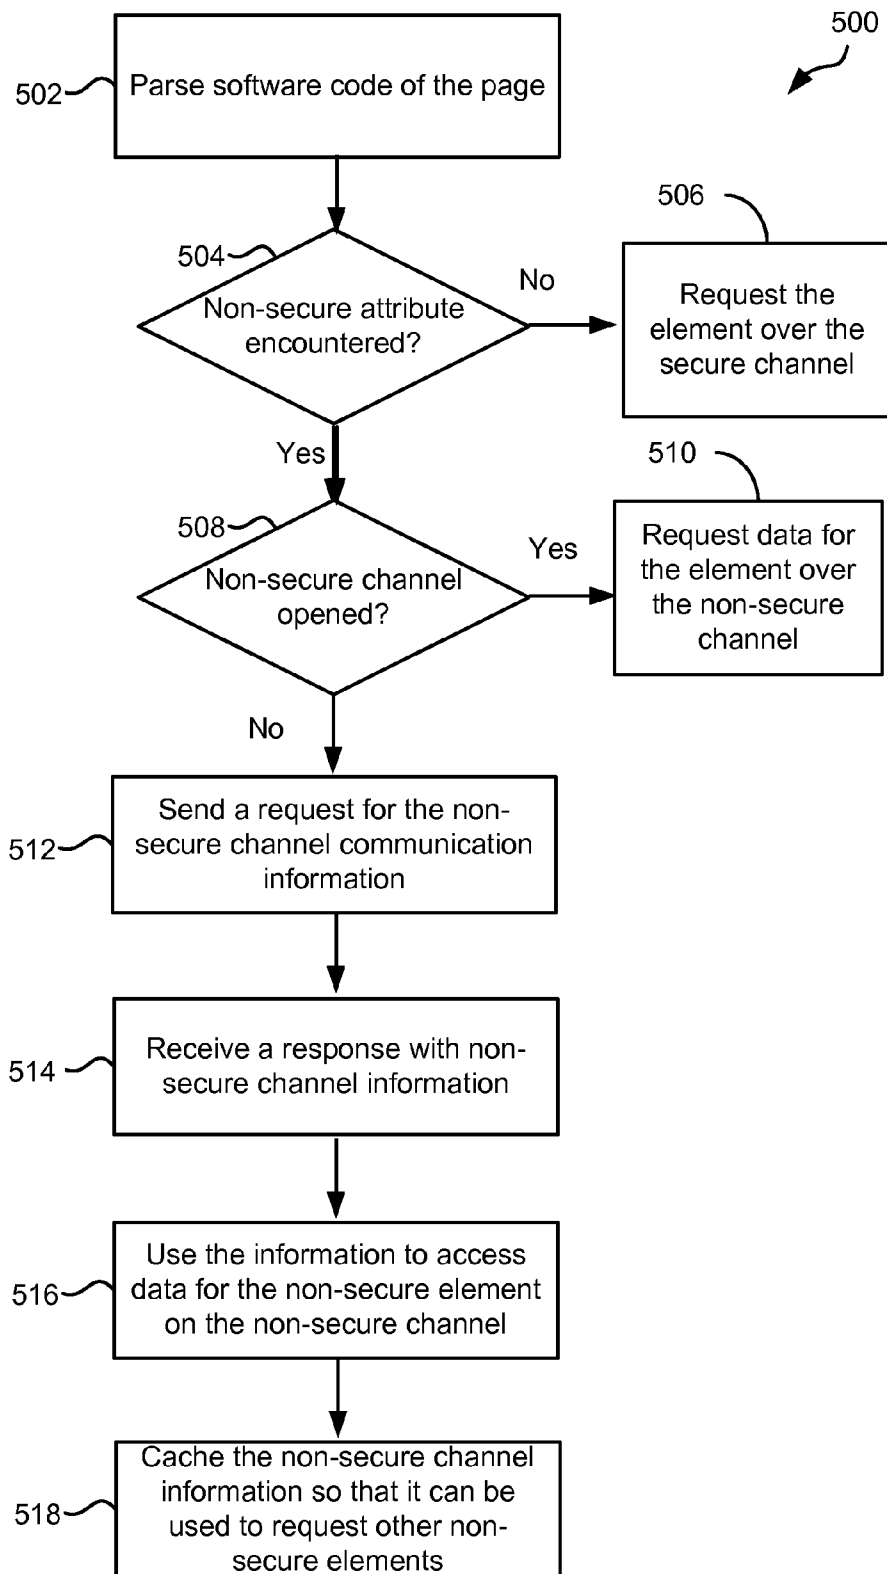 500
502
Parse software code of the page
504
Non-secure attribute
encountered?
No
506
Request the
element over the
secure channel
Yes
508
Non-secure channel
opened?
Yes
510
Request data for
the element over
the non-secure
channel
No
512
Send a request for the non-
secure channel communication
information
514
Receive a response with non-
secure channel information
516
Use the information to access
data for the non-secure element
on the non-secure channel
518
Cache the non-secure channel
information so that it can be
used to request other non-
secure elements